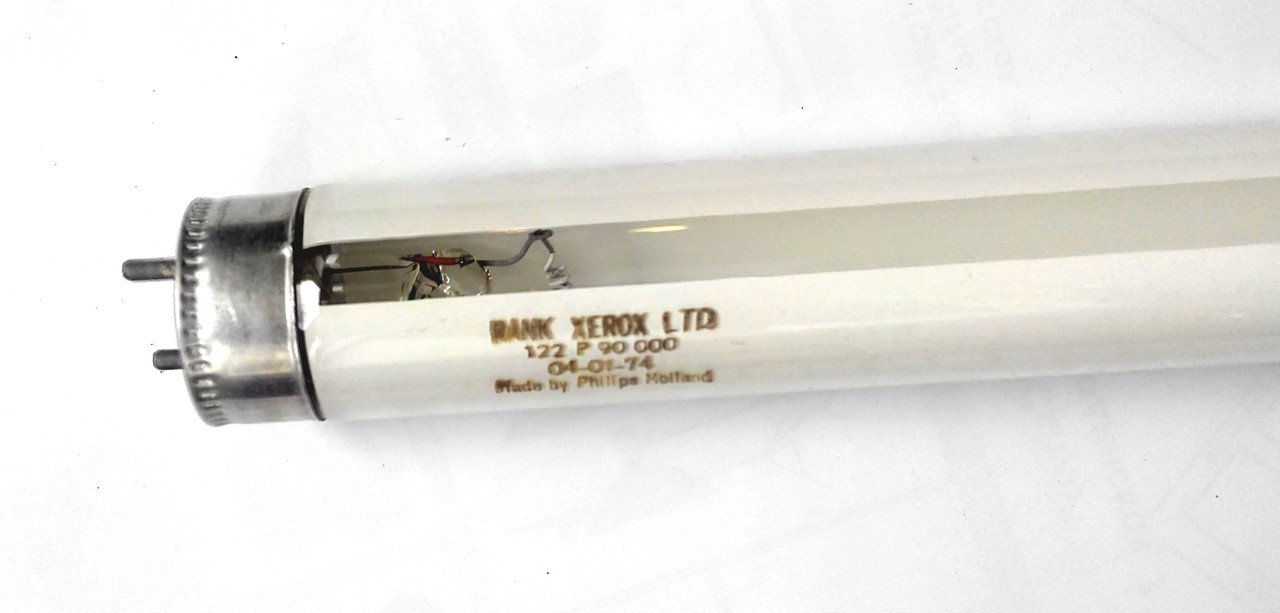 RANK XEROX LTD
122 P 90 000
04-01-74
Made by Philips Holland